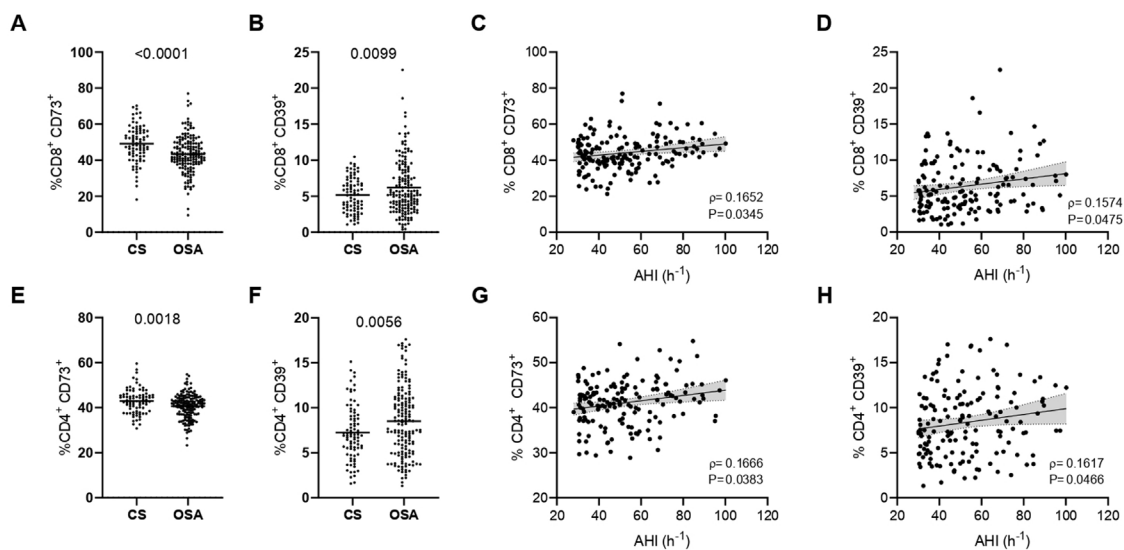 A
<0.0001
%CD8+ CD73+
100
80
60
40
20
0
CS OSA
B
0.0099
%CD8+ CD39+
25
20
15
10
5
0
CS OSA
C
% CD8+ CD73+
100
80
60
40
20
0
ρ= 0.1652
P=0.0345
20 40 60 80 100 120
AHI (h-1)
D
% CD8+ CD39+
25
20
15
10
5
0
ρ= 0.1574
P=0.0475
20 40 60 80 100 120
AHI (h-1)
E
0.0018
%CD4+ CD73+
80
60
40
20
0
CS OSA
F
0.0056
%CD4+ CD39+
20
15
10
5
0
CS OSA
G
% CD4+ CD73+
60
50
40
30
20
ρ= 0.1666
P=0.0383
20 40 60 80 100 120
AHI (h-1)
H
% CD4+ CD39+
20
15
10
5
0
ρ= 0.1617
P=0.0466
20 40 60 80 100 120
AHI (h-1)